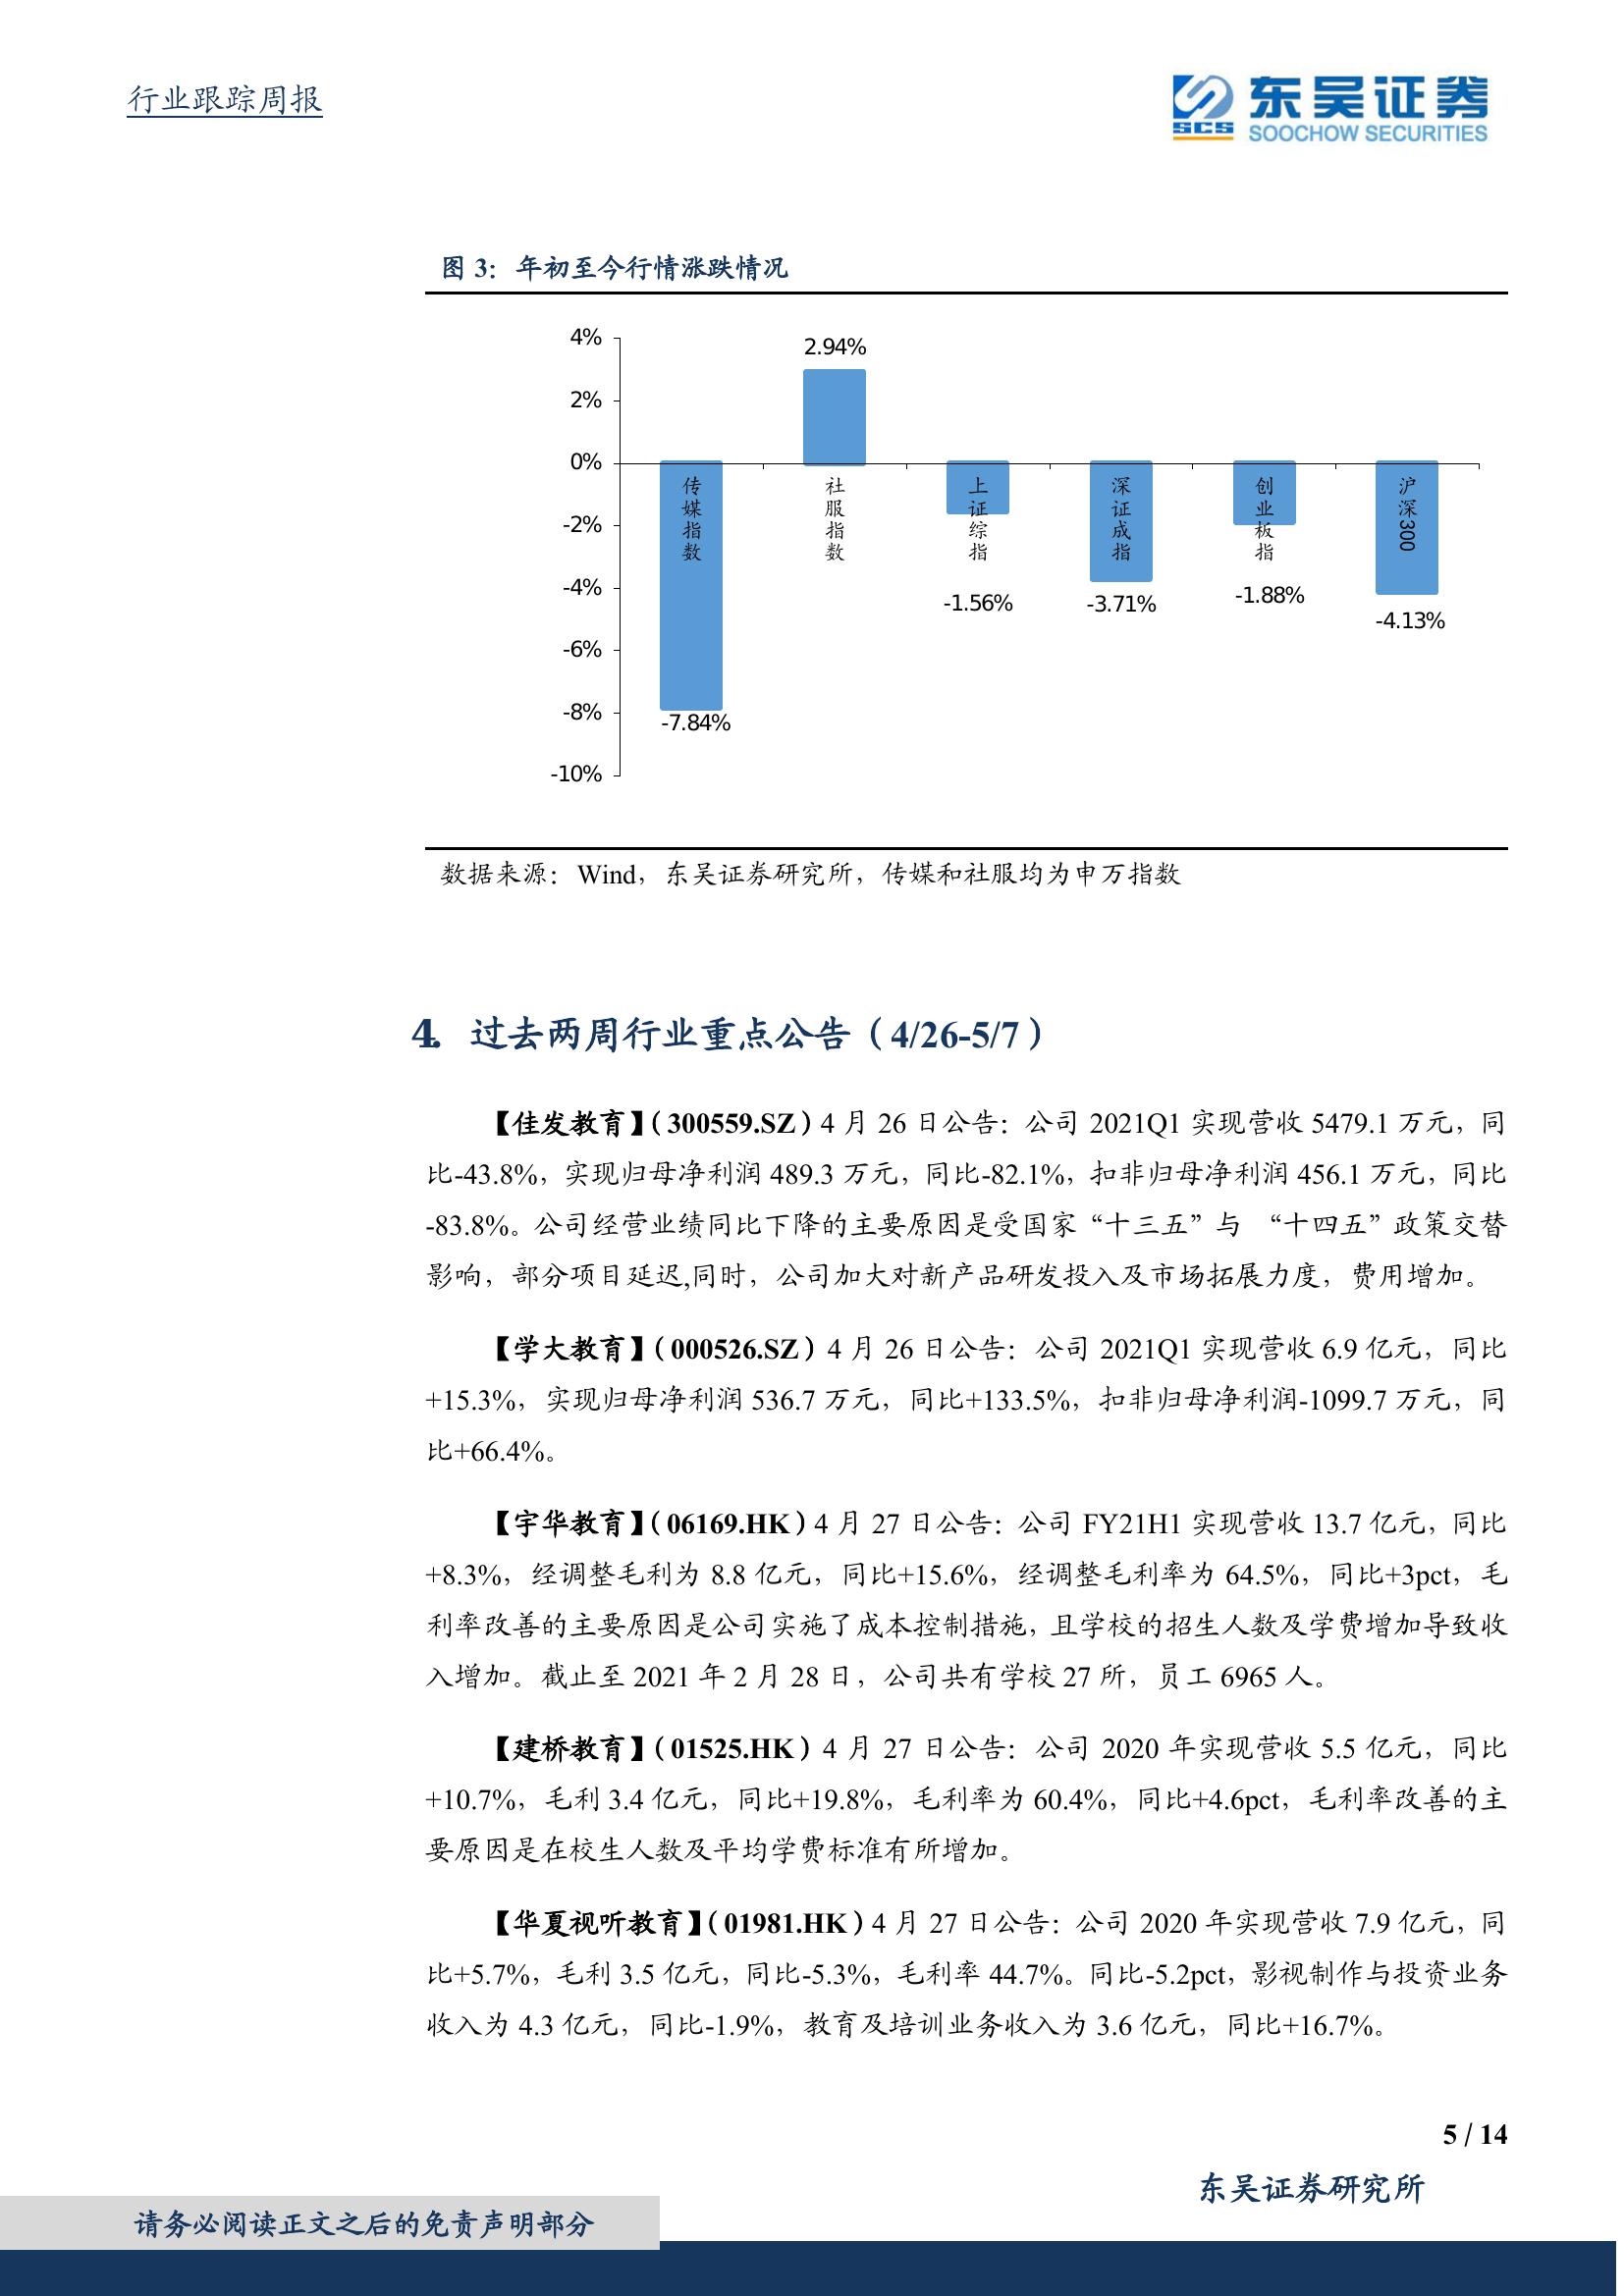 行业跟踪周报
SCS 东吴证券
SOOCHOW SECURITIES
图 3：年初至今行情涨跌情况
4%
2%
0%
-2%
-4%
-6%
-8%
-10%
-7.84%
2.94%
-1.56%
-3.71%
-1.88%
-4.13%
传媒指数
社服指数
上证综指
深证成指
创业板指
沪深300
数据来源：Wind，东吴证券研究所，传媒和社服均为申万指数
4. 过去两周行业重点公告（4/26-5/7）
【佳发教育】（300559.SZ）4 月 26 日公告：公司 2021Q1 实现营收 5479.1 万元，同
比-43.8%，实现归母净利润 489.3 万元，同比-82.1%，扣非归母净利润 456.1 万元，同比
-83.8%。公司经营业绩同比下降的主要原因是受国家“十三五”与 “十四五”政策交替
影响，部分项目延迟,同时，公司加大对新产品研发投入及市场拓展力度，费用增加。
【学大教育】（000526.SZ）4 月 26 日公告：公司 2021Q1 实现营收 6.9 亿元，同比
+15.3%，实现归母净利润 536.7 万元，同比+133.5%，扣非归母净利润-1099.7 万元，同
比+66.4%。
【宇华教育】（06169.HK）4 月 27 日公告：公司 FY21H1 实现营收 13.7 亿元，同比
+8.3%，经调整毛利为 8.8 亿元，同比+15.6%，经调整毛利率为 64.5%，同比+3pct，毛
利率改善的主要原因是公司实施了成本控制措施，且学校的招生人数及学费增加导致收
入增加。截止至 2021 年 2 月 28 日，公司共有学校 27 所，员工 6965 人。
【建桥教育】（01525.HK）4 月 27 日公告：公司 2020 年实现营收 5.5 亿元，同比
+10.7%，毛利 3.4 亿元，同比+19.8%，毛利率为 60.4%，同比+4.6pct，毛利率改善的主
要原因是在校生人数及平均学费标准有所增加。
【华夏视听教育】（01981.HK）4 月 27 日公告：公司 2020 年实现营收 7.9 亿元，同
比+5.7%，毛利 3.5 亿元，同比-5.3%，毛利率 44.7%。同比-5.2pct，影视制作与投资业务
收入为 4.3 亿元，同比-1.9%，教育及培训业务收入为 3.6 亿元，同比+16.7%。
5 / 14
东吴证券研究所
请务必阅读正文之后的免责声明部分